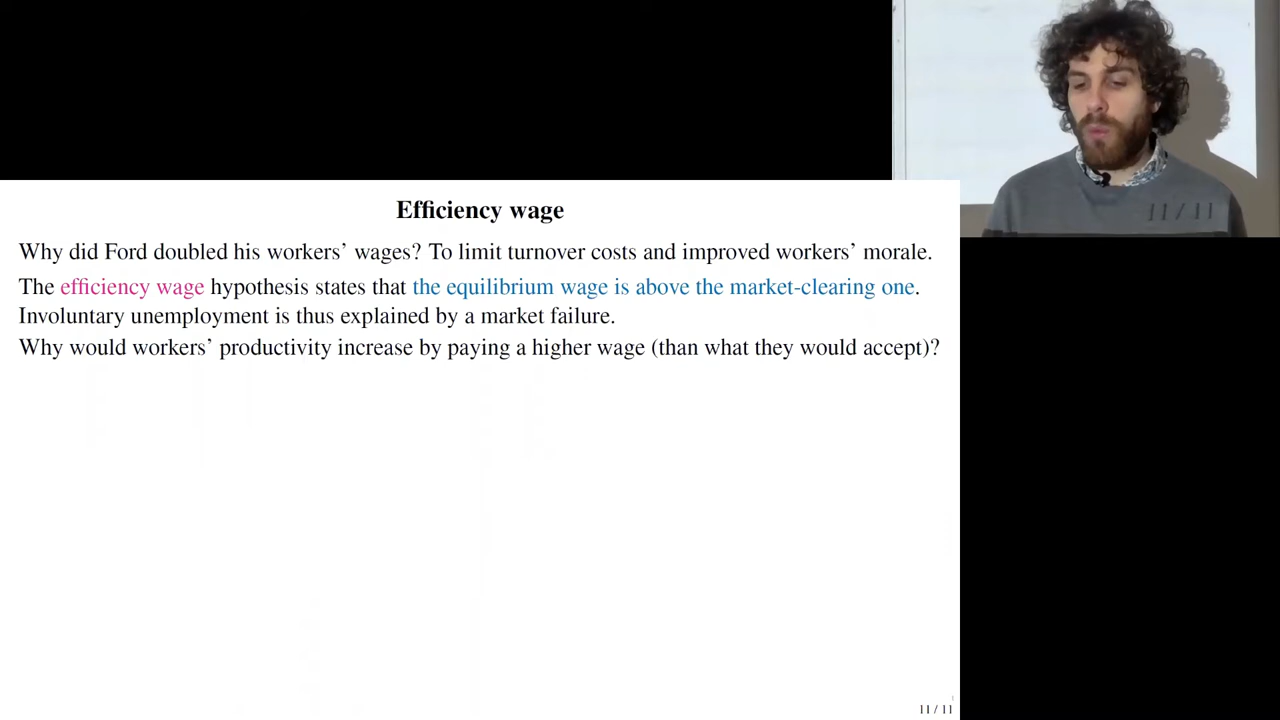 11 / 11
Efficiency wage
Why did Ford doubled his workers’ wages? To limit turnover costs and improved workers’ morale.
The efficiency wage hypothesis states that the equilibrium wage is above the market-clearing one.
Involuntary unemployment is thus explained by a market failure.
Why would workers’ productivity increase by paying a higher wage (than what they would accept)?
11 / 11